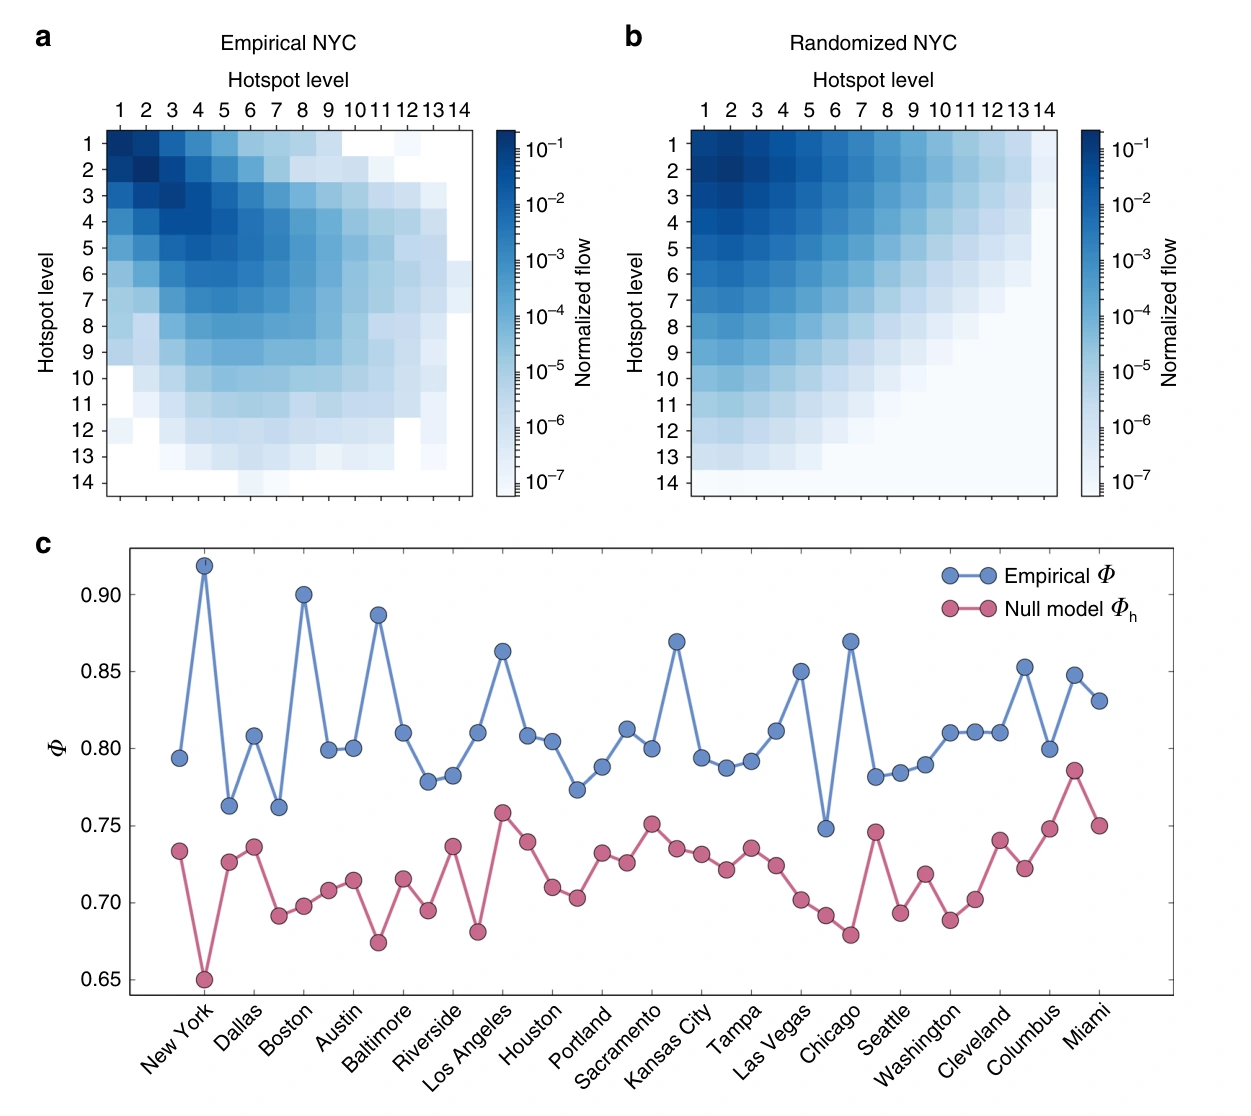 a
Empirical NYC
Hotspot level
1 2 3 4 5 6 7 8 9 10 11 12 13 14
Hotspot level
1
2
3
4
5
6
7
8
9
10
11
12
13
14
10⁻¹
10⁻²
10⁻³
10⁻⁴
10⁻⁵
10⁻⁶
10⁻⁷
Normalized flow
b
Randomized NYC
Hotspot level
1 2 3 4 5 6 7 8 9 10 11 12 13 14
Hotspot level
1
2
3
4
5
6
7
8
9
10
11
12
13
14
10⁻¹
10⁻²
10⁻³
10⁻⁴
10⁻⁵
10⁻⁶
10⁻⁷
Normalized flow
c
Φ
0.90
0.85
0.80
0.75
0.70
0.65
Empirical Φ
Null model Φh
New York
Dallas
Boston
Austin
Baltimore
Riverside
Los Angeles
Houston
Portland
Sacramento
Kansas City
Tampa
Las Vegas
Chicago
Seattle
Washington
Cleveland
Columbus
Miami